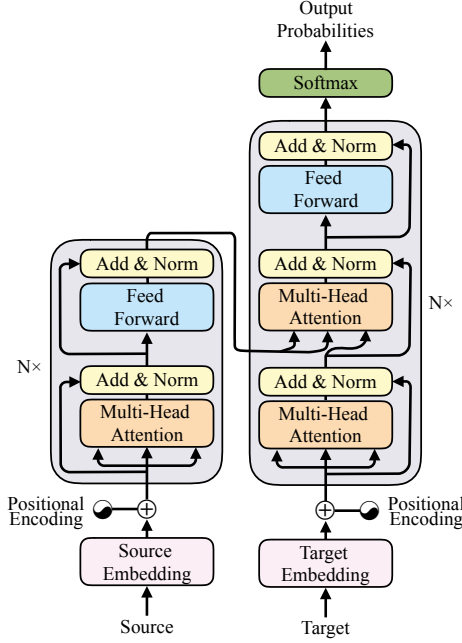 Output
Probabilities
Softmax
Add & Norm
Feed
Forward
Add & Norm
Multi-Head
Attention
N×
Add & Norm
Multi-Head
Attention
Positional
Encoding
Target
Embedding
Target
Add & Norm
Feed
Forward
N×
Add & Norm
Multi-Head
Attention
Positional
Encoding
Source
Embedding
Source